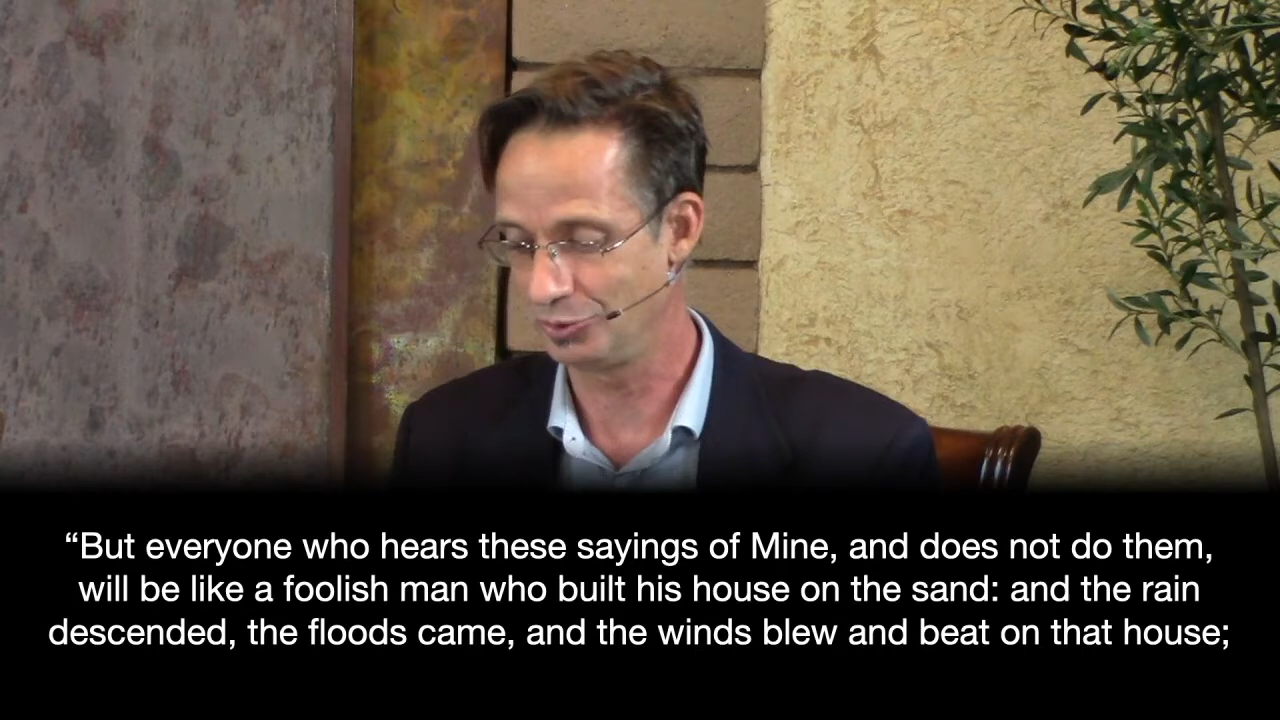 “But everyone who hears these sayings of Mine, and does not do them,
will be like a foolish man who built his house on the sand: and the rain
descended, the floods came, and the winds blew and beat on that house;